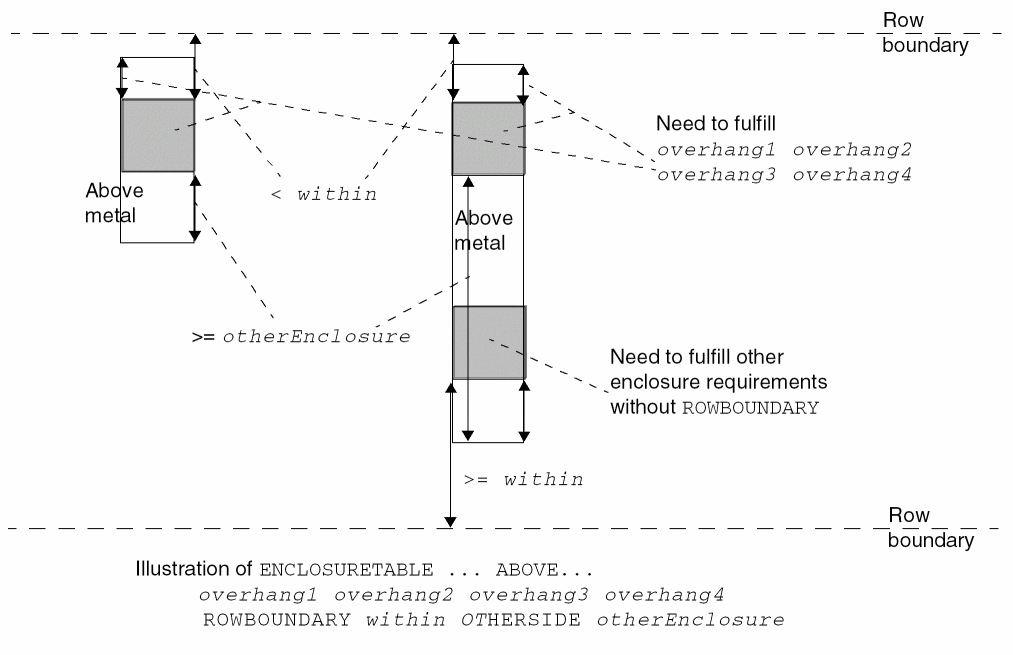 Row
boundary
Need to fulfill
overhang1 overhang2
overhang3 overhang4
Above
metal
< within
Above
metal
>= otherEnclosure
Need to fulfill other
enclosure requirements
without ROWBOUNDARY
>= within
Row
boundary
Illustration of ENCLOSURETABLE ... ABOVE...
overhang1 overhang2 overhang3 overhang4
ROWBOUNDARY within OTHERSIDE otherEnclosure